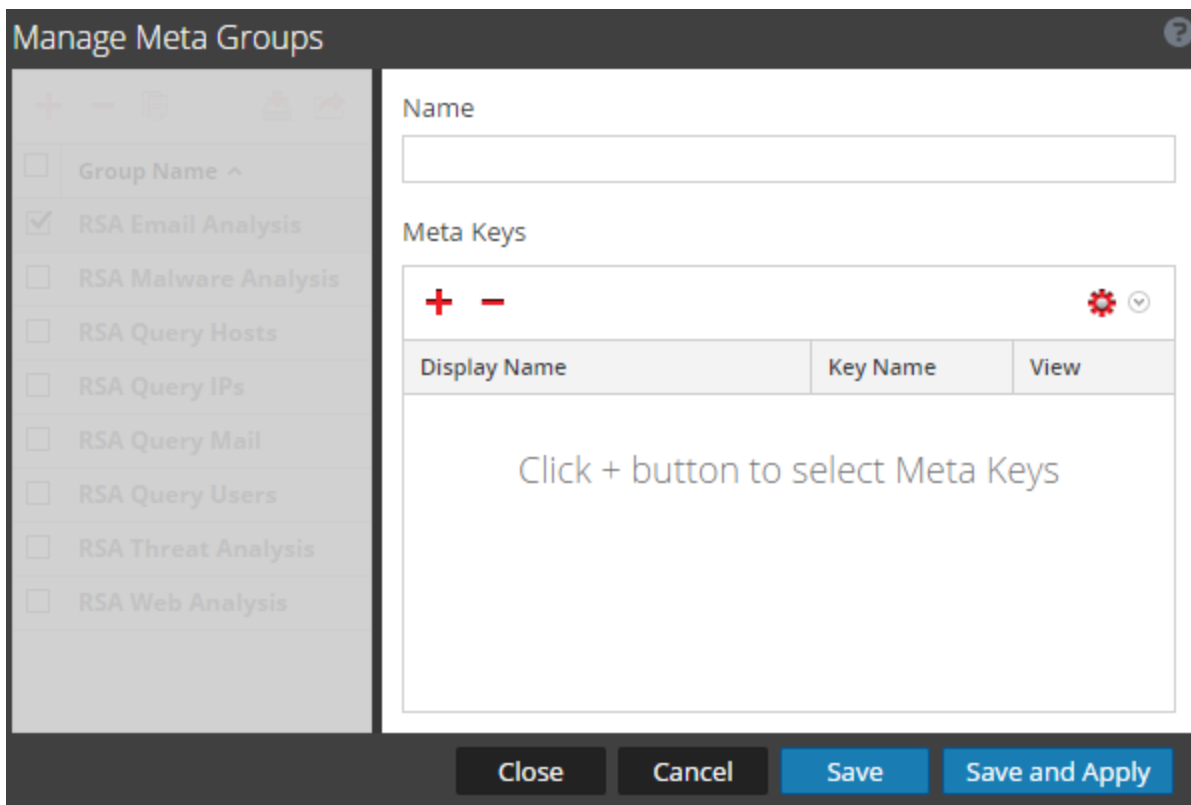 Manage Meta Groups
?
Group Name
RSA Email Analysis
RSA Malware Analysis
RSA Query Hosts
RSA Query IPs
RSA Query Mail
RSA Query Users
RSA Threat Analysis
RSA Web Analysis
Name
Meta Keys
Display Name Key Name View
Click + button to select Meta Keys
Close Cancel Save Save and Apply